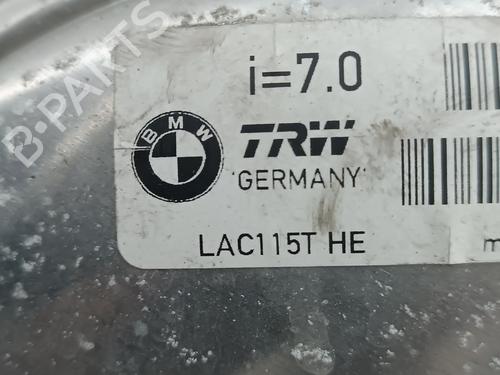 i=7.0
BMW
TRW
'GERMANY'
LAC115T HE
m
B-PARTS